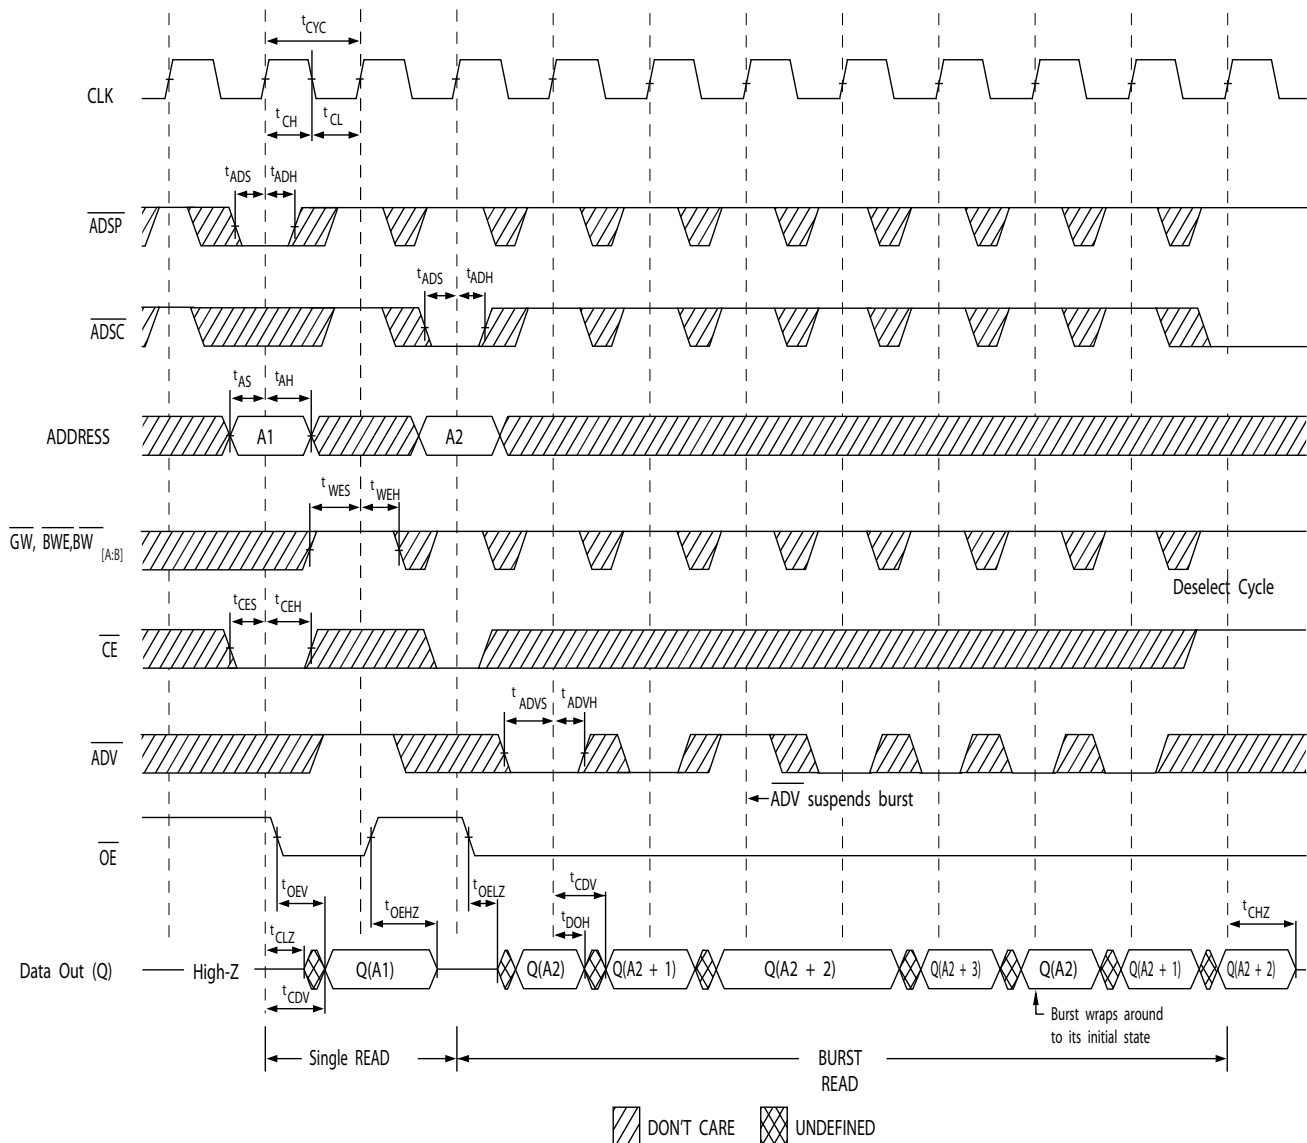 tCYC
CLK
tCH
tCL
tADS
tADH
ADSP
tADS
tADH
ADSC
tAS
tAH
ADDRESS
A1
A2
tWES
tWEH
GW, BWE,BW [A:B]
Deselect Cycle
tCES
tCEH
CE
tADVS
tADVH
ADV
ADV suspends burst
OE
tOEV
tOEHZ
tOELZ
tCDV
tDOH
tCHZ
tCLZ
Data Out (Q)
High-Z
Q(A1)
Q(A2)
Q(A2 + 1)
Q(A2 + 2)
Q(A2 + 3)
Q(A2)
Q(A2 + 1)
Q(A2 + 2)
tCDV
Burst wraps around
to its initial state
Single READ
BURST
READ
DON'T CARE
UNDEFINED